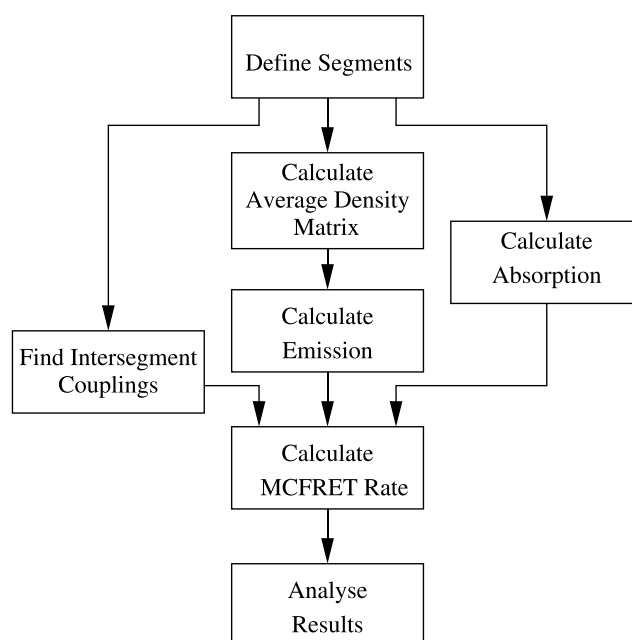 Define Segments
Calculate
Average Density
Matrix
Calculate
Absorption
Calculate
Emission
Find Intersegment
Couplings
Calculate
MCFRET Rate
Analyse
Results